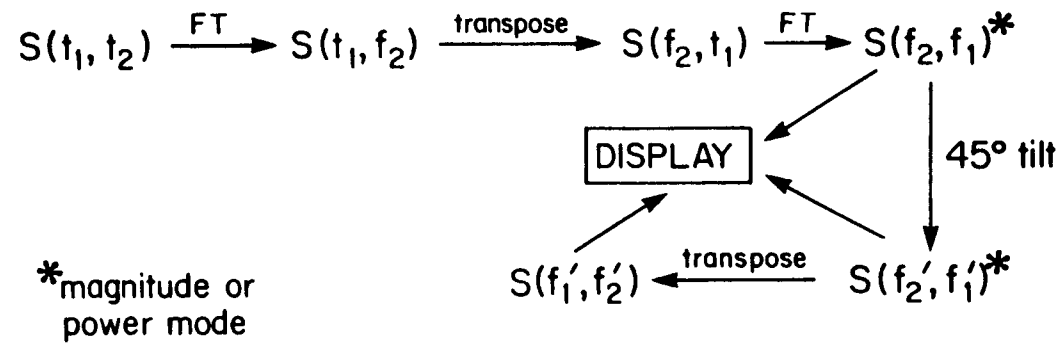 FT transpose FT
S(t₁, t₂) S(t₁, f₂) S(f₂, t₁) S(f₂, f₁)*
DISPLAY 45° tilt
transpose
S(f₁′, f₂′) S(f₂′, f₁′)*
*magnitude or
power mode